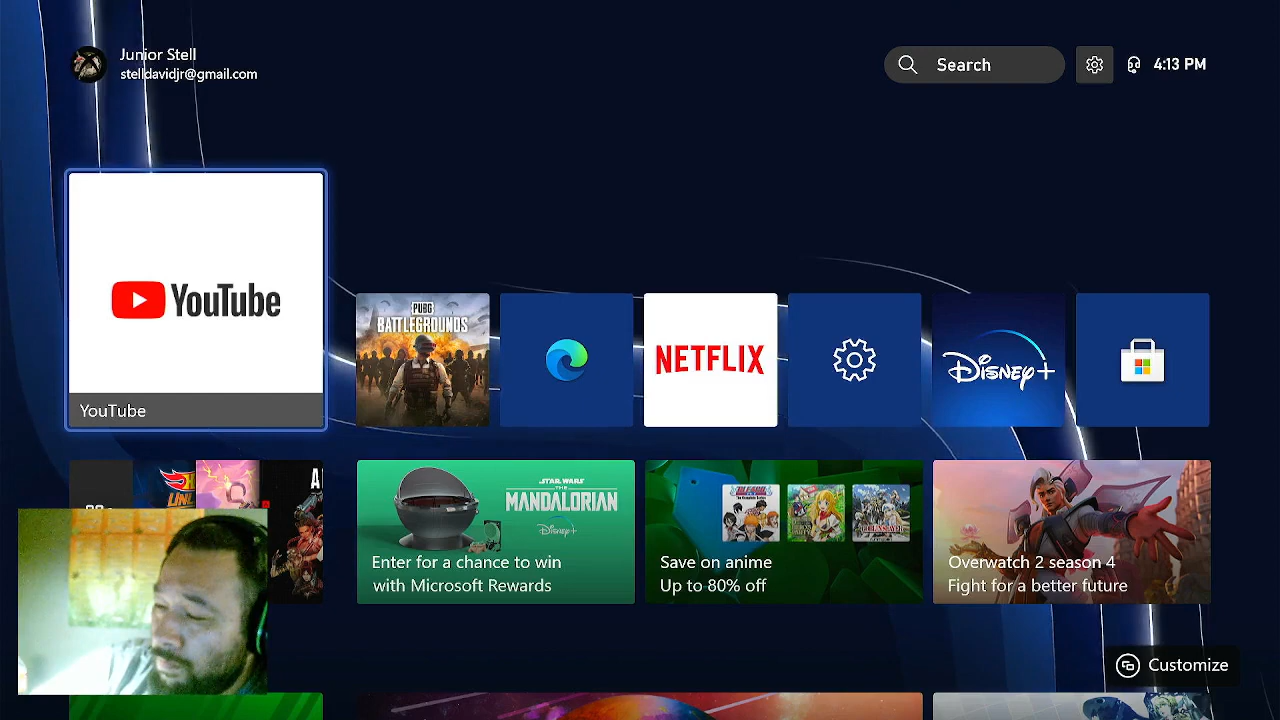 Junior Stell
stelldavidjr@gmail.com
Search
4:13 PM
YouTube
YouTube
PUBG
BATTLEGROUNDS
NETFLIX
Disney+
STAR WARS
THE
MANDALORIAN
Disney+
Enter for a chance to win
with Microsoft Rewards
Save on anime
Up to 80% off
Overwatch 2 season 4
Fight for a better future
Customize